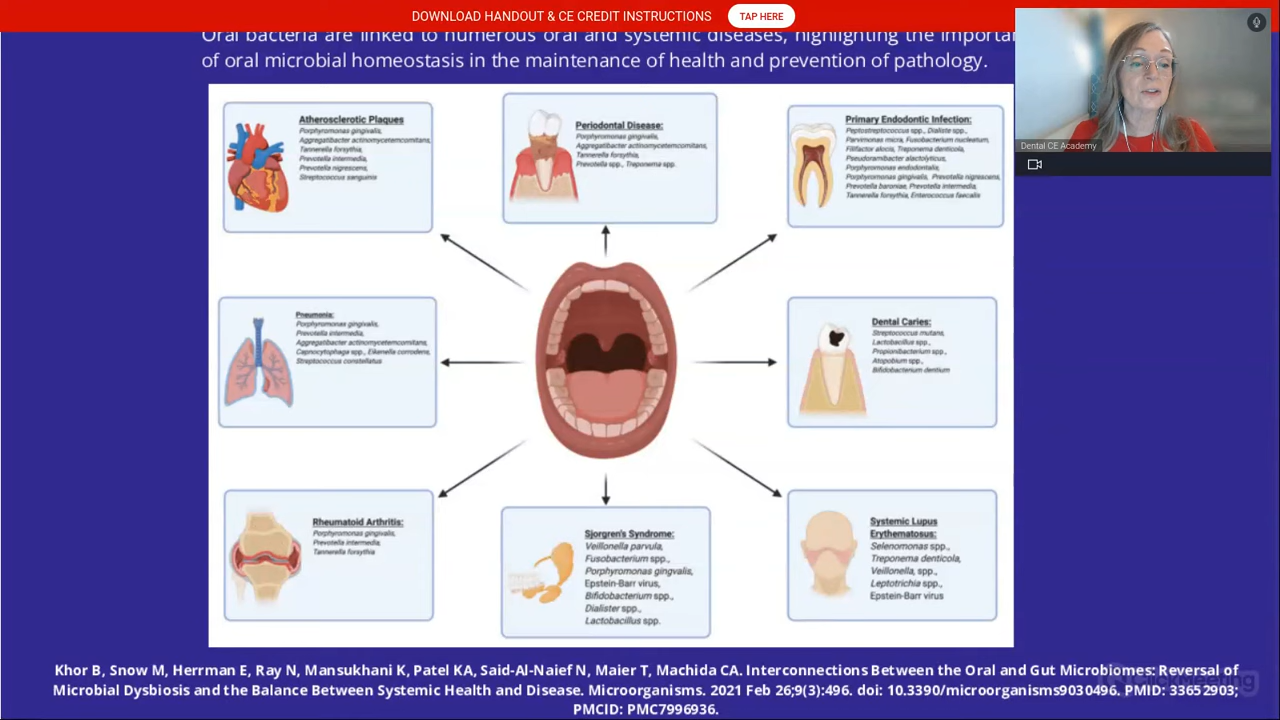 DOWNLOAD HANDOUT & CE CREDIT INSTRUCTIONS TAP HERE
Oral bacteria are linked to numerous oral and systemic diseases, highlighting the
of oral microbial homeostasis in the maintenance of health and prevention of pathology.
Dental CE Academy
Atherosclerotic Plaques
Porphyromonas gingivalis,
Aggregatibacter actinomycetemcomitans,
Tannerella forsythia,
Prevotella intermedia,
Prevotella nigrescens,
Streptococcus sanguinis
Periodontal Disease:
Porphyromonas gingivalis,
Aggregatibacter actinomycetemcomitans,
Tannerella forsythia,
Prevotella spp., Treponema spp.
Primary Endodontic Infection:
Peptostreptococcus spp., Dialiste spp.,
Parvimonas micra, Fusobacterium nucleatum,
Filifactor alocis, Treponema denticola,
Pseudoramibacter alactolyticus,
Porphyromonas endodontalis,
Porphyromonas gingivalis, Prevotella nigrescens,
Prevotella baroniae, Prevotella intermedia,
Tannerella forsythia, Enterococcus faecalis
Pneumonia:
Porphyromonas gingivalis,
Prevotella intermedia,
Aggregatibacter actinomycetemcomitans,
Capnocytophage spp., Eikenella corrodens,
Streptococcus constellatus
Dental Caries:
Streptococcus mutans,
Lactobacillus spp.,
Propionibacterium spp.,
Atopobium spp.,
Bifidobacterium dentium
Rheumatoid Arthritis:
Porphyromonas gingivalis,
Prevotella intermedia,
Tannerella forsythia
Sjorgren's Syndrome:
Veillonella parvula,
Fusobacterium spp.,
Porphyromonas gingvalis,
Epstein-Barr virus,
Bifidobacterium spp.,
Dialister spp.,
Lactobacillus spp.
Systemic Lupus
Erythematosus:
Selenomonas spp.,
Treponema denticola,
Veillonella, spp.,
Leptotrichia spp.,
Epstein-Barr virus
Khor B, Snow M, Herrman E, Ray N, Mansukhani K, Patel KA, Said-Al-Naief N, Maier T, Machida CA. Interconnections Between the Oral and Gut Microbiomes: Reversal of
Microbial Dysbiosis and the Balance Between Systemic Health and Disease. Microorganisms. 2021 Feb 26;9(3):496. doi: 10.3390/microorganisms9030496. PMID: 33652903;
PMCID: PMC7996936.
ClickMeeting